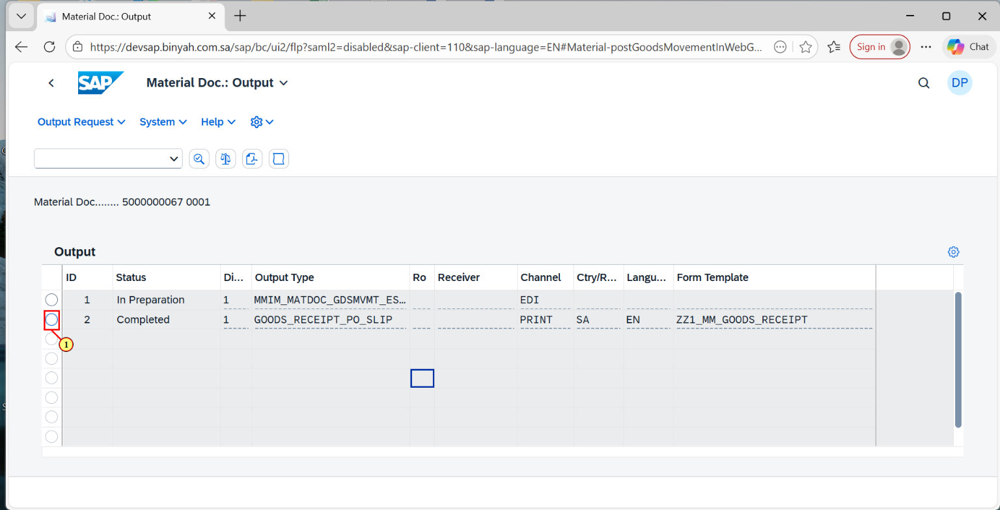 Material Doc.: Output
https://devsap.binyah.com.sa/sap/bc/ui2/flp?saml2=disabled&sap-client=110&sap-language=EN#Material-postGoodsMovementInWebG...
Sign in
Chat
SAP
Material Doc.: Output
DP
Output Request
System
Help
Material Doc........ 5000000067 0001
Output
ID Status Di... Output Type Ro Receiver Channel Ctry/R... Langu... Form Template
1 In Preparation 1 MMIM_MATDOC_GDSMVMT_ES... EDI
2 Completed 1 GOODS_RECEIPT_PO_SLIP PRINT SA EN ZZ1_MM_GOODS_RECEIPT
1